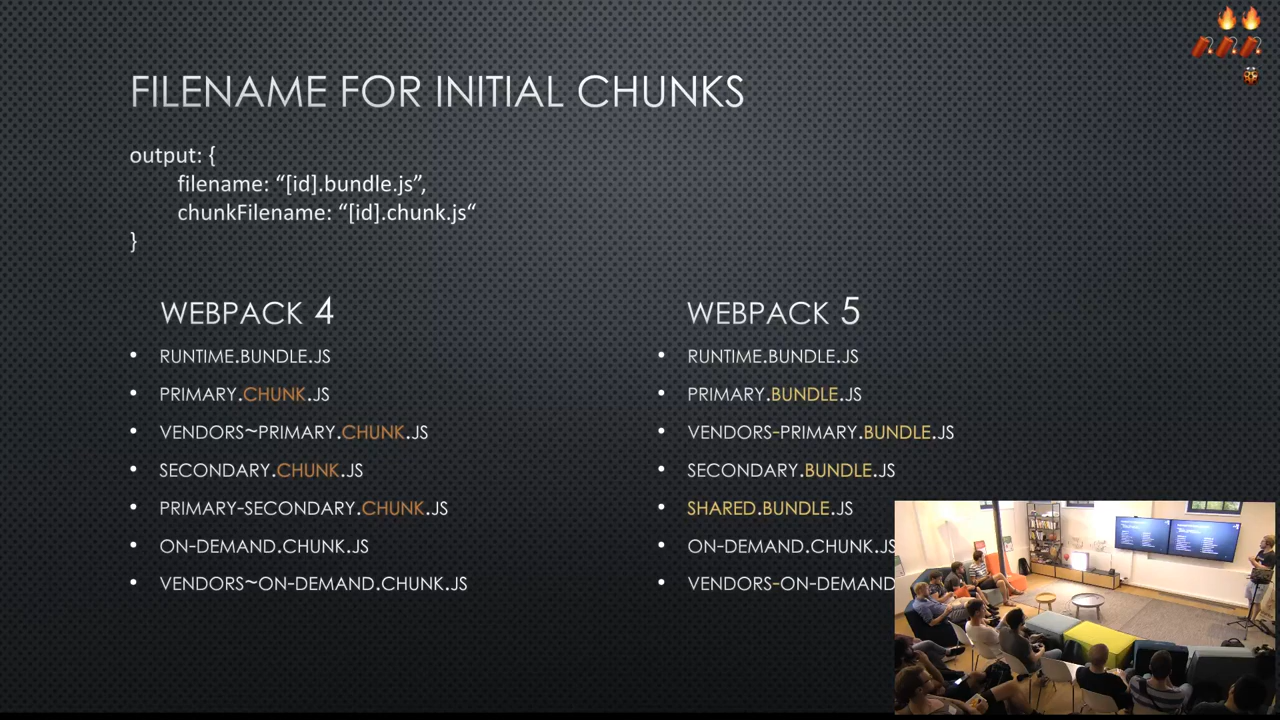 FILENAME FOR INITIAL CHUNKS
output: {
filename: “[id].bundle.js”,
chunkFilename: “[id].chunk.js“
}
WEBPACK 4
RUNTIME.BUNDLE.JS
PRIMARY.CHUNK.JS
VENDORS~PRIMARY.CHUNK.JS
SECONDARY.CHUNK.JS
PRIMARY-SECONDARY.CHUNK.JS
ON-DEMAND.CHUNK.JS
VENDORS~ON-DEMAND.CHUNK.JS
WEBPACK 5
RUNTIME.BUNDLE.JS
PRIMARY.BUNDLE.JS
VENDORS-PRIMARY.BUNDLE.JS
SECONDARY.BUNDLE.JS
SHARED.BUNDLE.JS
ON-DEMAND.CHUNK.JS
VENDORS-ON-DEMAND